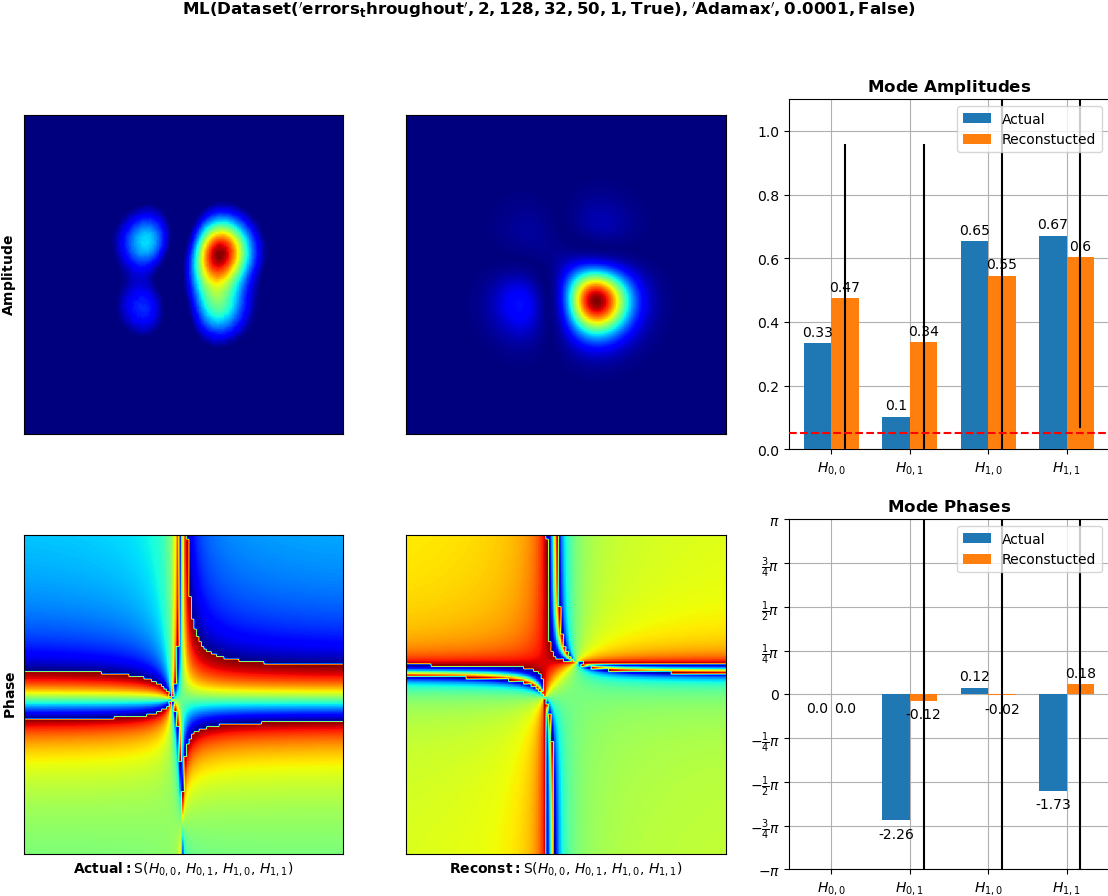 ML(Dataset('errors_throughout', 2, 128, 32, 50, 1, True), 'Adamax', 0.0001, False)
Mode Amplitudes
Amplitude
Actual
Reconstucted
1.0
0.8
0.6
0.4
0.2
0.0
0.33
0.47
0.1
0.34
0.65
0.55
0.67
0.6
H0,0 H0,1 H1,0 H1,1
Mode Phases
Phase
Actual
Reconstucted
π
3/4π
1/2π
1/4π
0
−1/4π
−1/2π
−3/4π
−π
0.0 0.0
-2.26
-0.12
0.12
-0.02
-1.73
0.18
H0,0 H0,1 H1,0 H1,1
Actual: S(H0,0, H0,1, H1,0, H1,1)
Reconst: S(H0,0, H0,1, H1,0, H1,1)